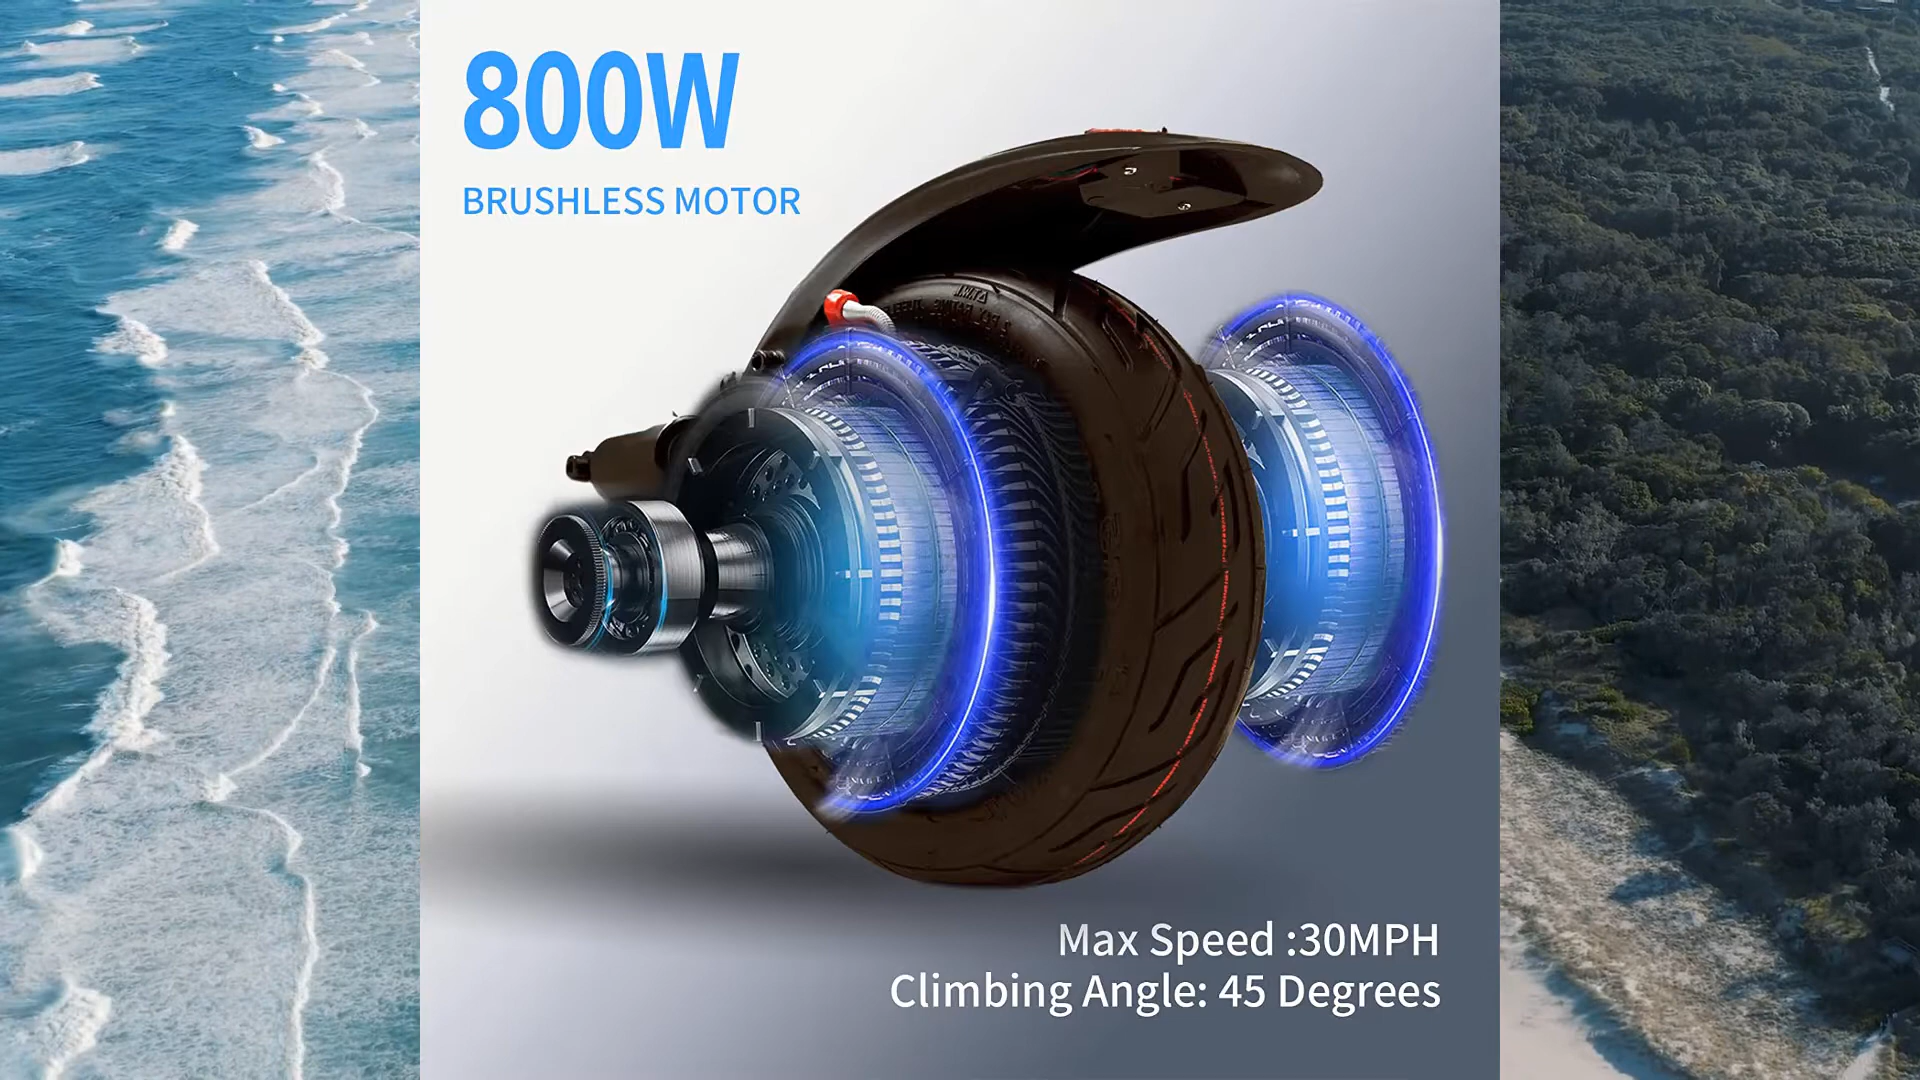 800W
BRUSHLESS MOTOR
Max Speed :30MPH
Climbing Angle: 45 Degrees